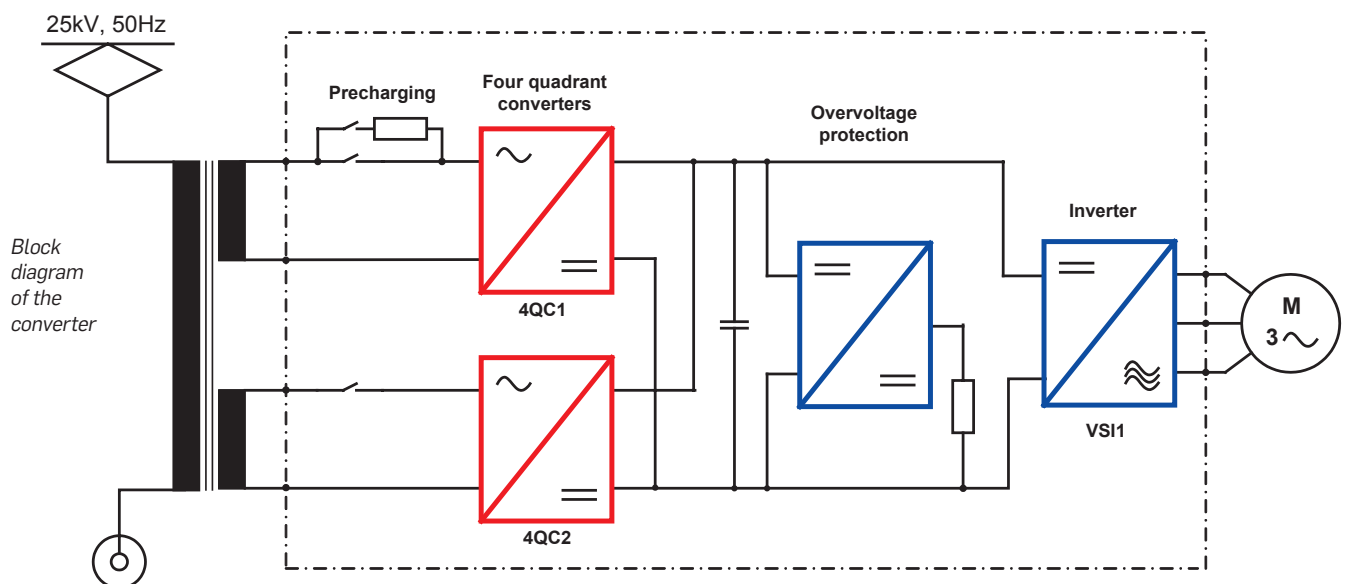 25kV, 50Hz
Precharging
Four quadrant
converters
Overvoltage
protection
Inverter
Block
diagram
of the
converter
4QC1
M
3
VSI1
4QC2